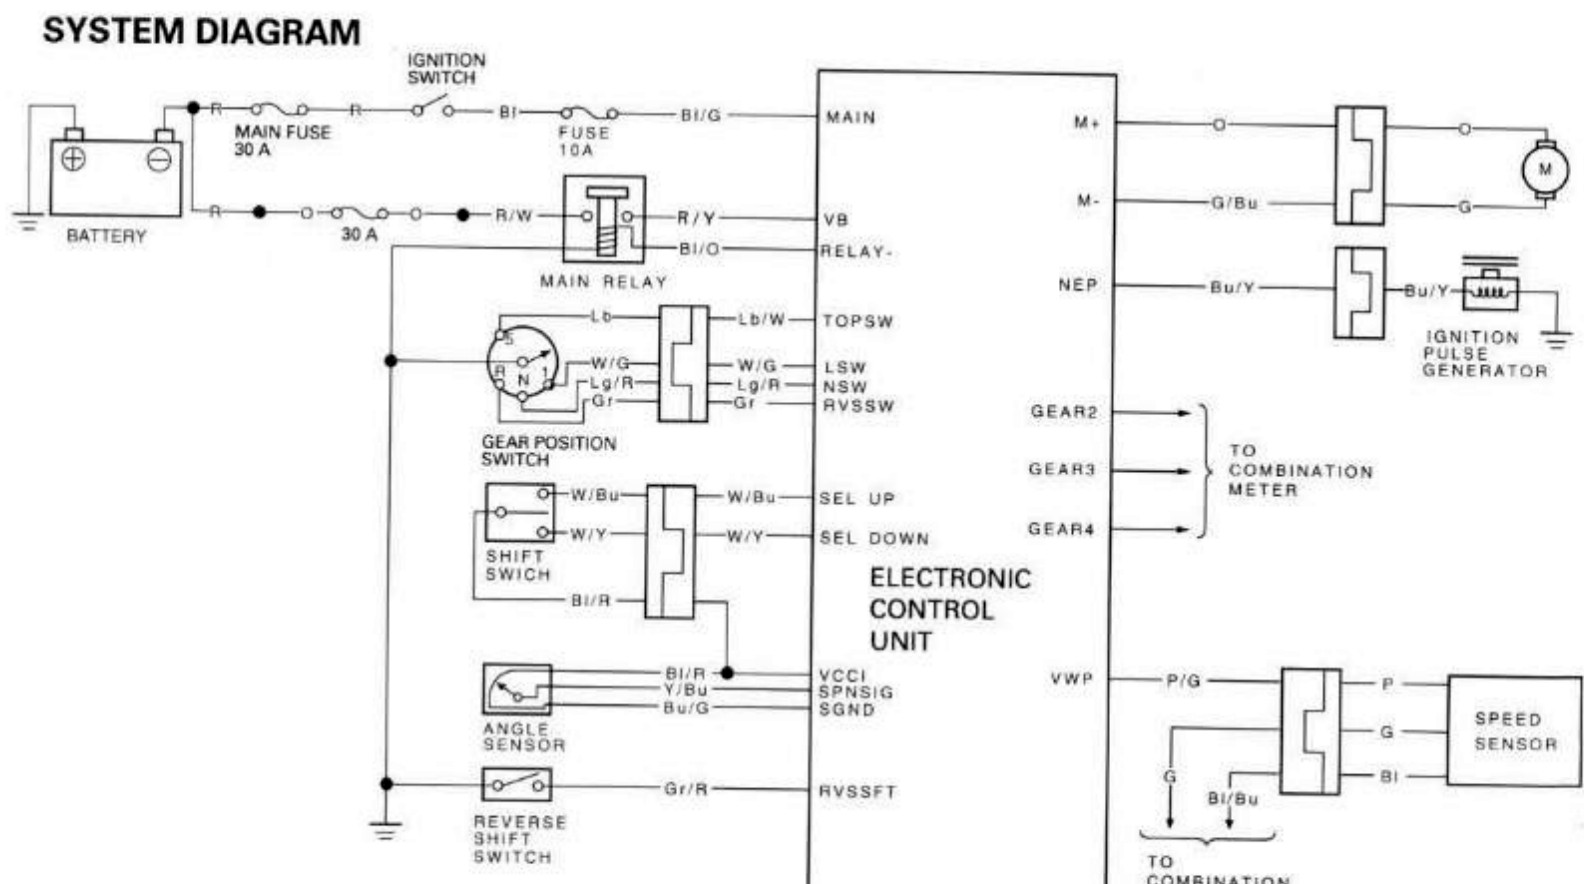 SYSTEM DIAGRAM
IGNITION
SWITCH
R
R
Bl
Bl/G
MAIN
MAIN FUSE
30 A
FUSE
10A
M+
O
O
M
M-
G/Bu
G
BATTERY
R
O
O
30 A
R/W
R/Y
VB
Bl/O
RELAY-
MAIN RELAY
NEP
Bu/Y
Bu/Y
IGNITION
PULSE
GENERATOR
Lb
Lb/W
TOPSW
5
R
N
1
W/G
W/G
LSW
Lg/R
Lg/R
NSW
Gr
Gr
RVSSW
GEAR POSITION
SWITCH
GEAR2
GEAR3
GEAR4
TO
COMBINATION
METER
W/Bu
W/Bu
SEL UP
W/Y
W/Y
SEL DOWN
SHIFT
SWICH
Bl/R
ELECTRONIC
CONTROL
UNIT
Bl/R
VCCI
Y/Bu
SPNSIG
Bu/G
SGND
ANGLE
SENSOR
VWP
P/G
P
G
Bl
SPEED
SENSOR
G
Bl/Bu
Gr/R
RVSSFT
REVERSE
SHIFT
SWITCH
TO
COMBINATION